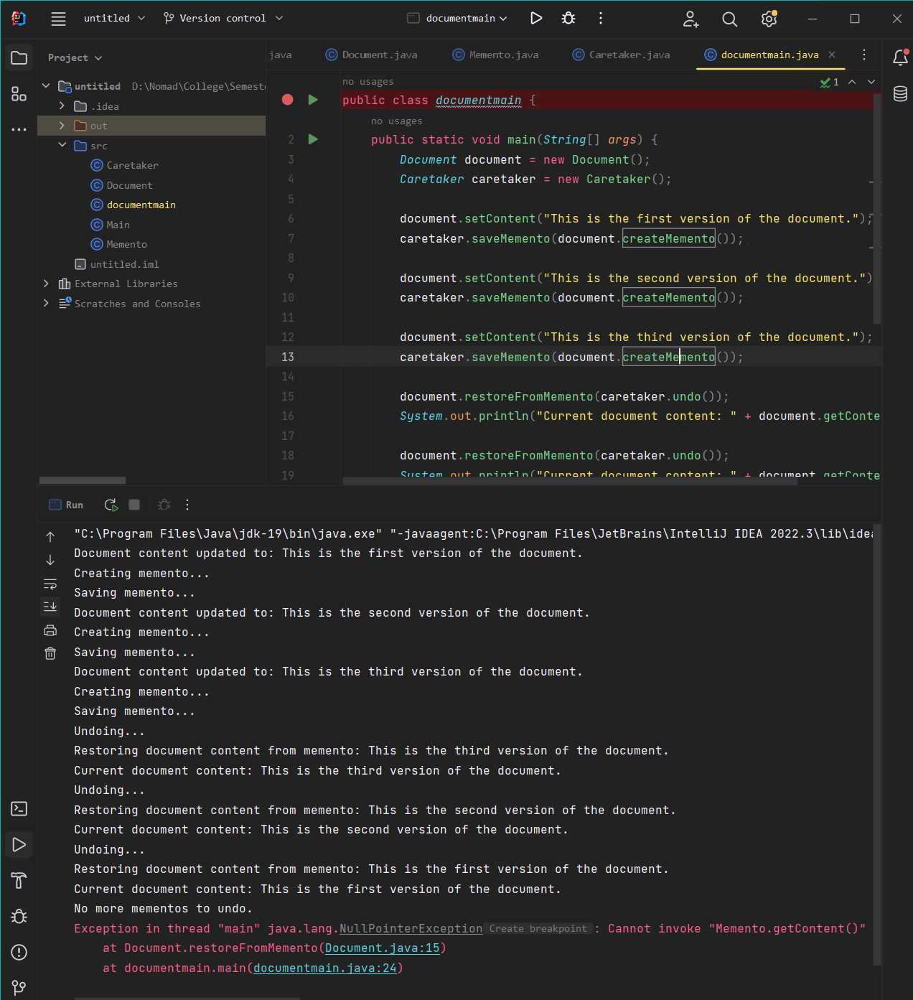 untitled Version control documentmain
Project
java Document.java Memento.java Caretaker.java documentmain.java
untitled D:\Nomad\College\Semest
.idea
out
src
Caretaker
Document
documentmain
Main
Memento
untitled.iml
External Libraries
Scratches and Consoles
no usages
1
public class documentmain {
no usages
2 public static void main(String[] args) {
3 Document document = new Document();
4 Caretaker caretaker = new Caretaker();
5
6 document.setContent("This is the first version of the document.");
7 caretaker.saveMemento(document.createMemento());
8
9 document.setContent("This is the second version of the document.")
10 caretaker.saveMemento(document.createMemento());
11
12 document.setContent("This is the third version of the document.");
13 caretaker.saveMemento(document.createMemento());
14
15 document.restoreFromMemento(caretaker.undo());
16 System.out.println("Current document content: " + document.getConte
17
18 document.restoreFromMemento(caretaker.undo());
19 System.out.println("Current document content: " + document.getConte
Run
"C:\Program Files\Java\jdk-19\bin\java.exe" "-javaagent:C:\Program Files\JetBrains\IntelliJ IDEA 2022.3\lib\idea
Document content updated to: This is the first version of the document.
Creating memento...
Saving memento...
Document content updated to: This is the second version of the document.
Creating memento...
Saving memento...
Document content updated to: This is the third version of the document.
Creating memento...
Saving memento...
Undoing...
Restoring document content from memento: This is the third version of the document.
Current document content: This is the third version of the document.
Undoing...
Restoring document content from memento: This is the second version of the document.
Current document content: This is the second version of the document.
Undoing...
Restoring document content from memento: This is the first version of the document.
Current document content: This is the first version of the document.
No more mementos to undo.
Exception in thread "main" java.lang.NullPointerException Create breakpoint : Cannot invoke "Memento.getContent()"
at Document.restoreFromMemento(Document.java:15)
at documentmain.main(documentmain.java:24)